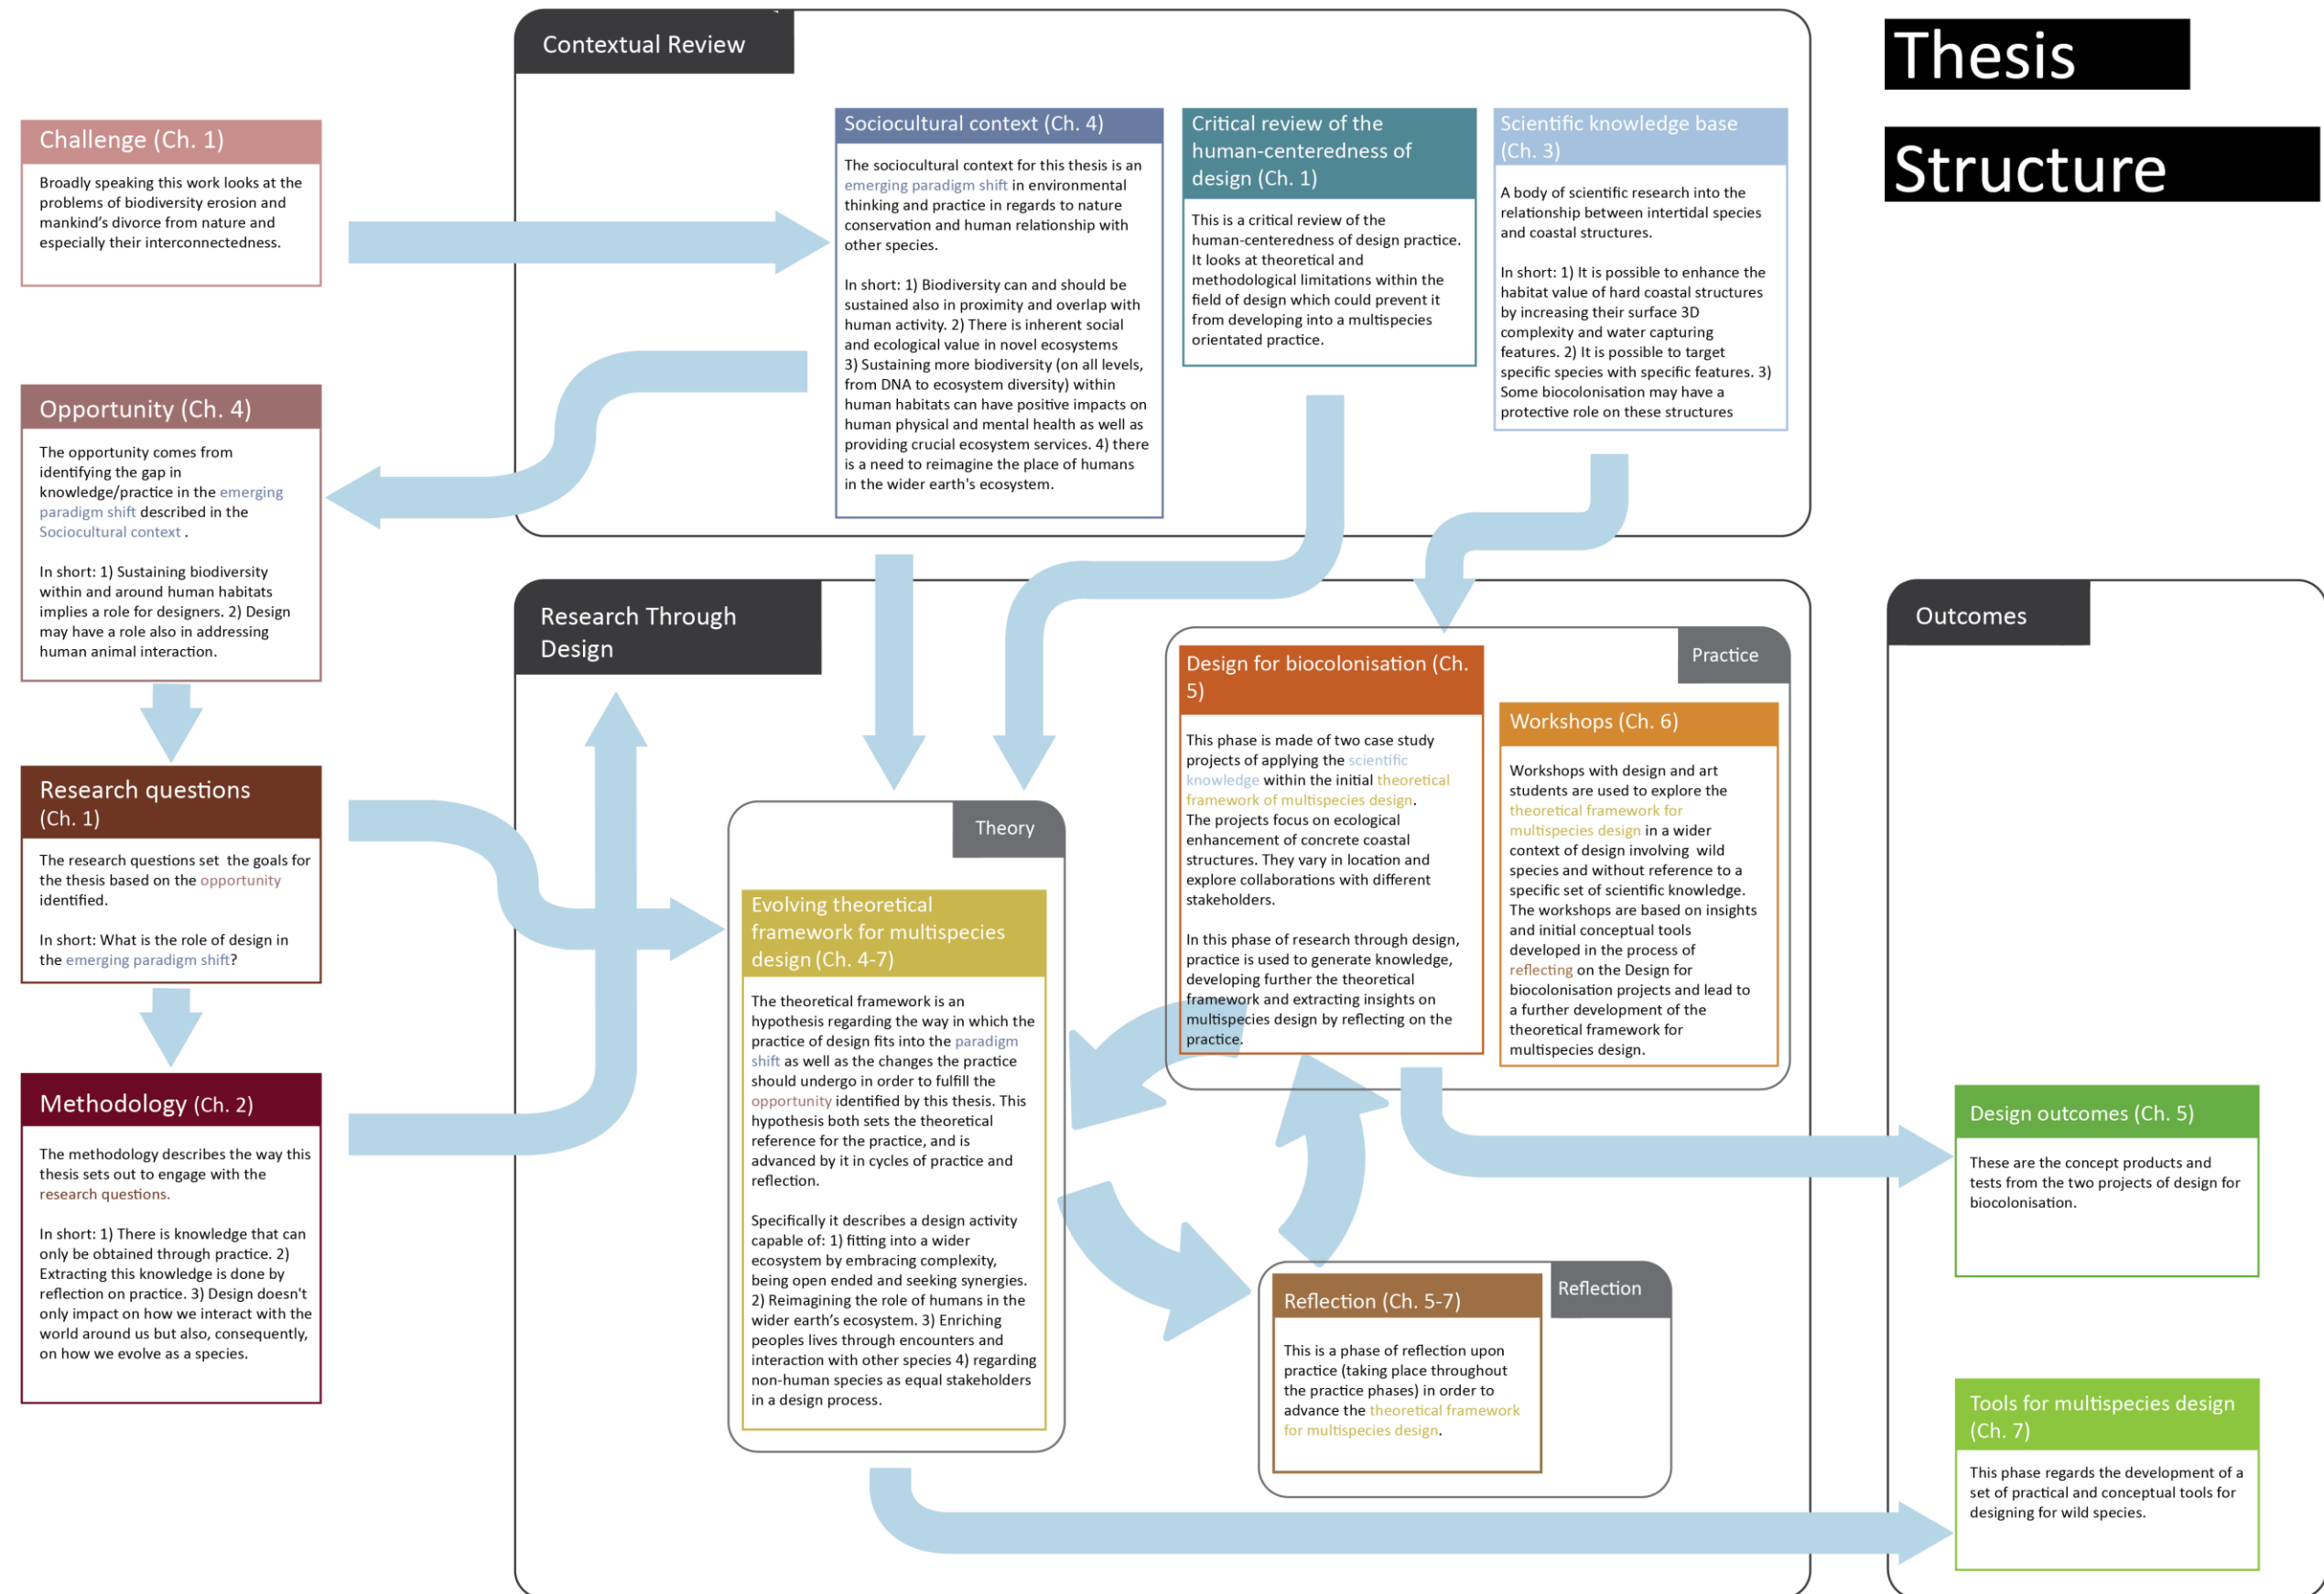 Thesis
Structure
Contextual Review
Challenge (Ch. 1)
Broadly speaking this work looks at the
problems of biodiversity erosion and
mankind's divorce from nature and
especially their interconnectedness.
Sociocultural context (Ch. 4)
The sociocultural context for this thesis is an
emerging paradigm shift in environmental
thinking and practice in regards to nature
conservation and human relationship with
other species.
In short: 1) Biodiversity can and should be
sustained also in proximity and overlap with
human activity. 2) There is inherent social
and ecological value in novel ecosystems
3) Sustaining more biodiversity (on all levels,
from DNA to ecosystem diversity) within
human habitats can have positive impacts on
human physical and mental health as well as
providing crucial ecosystem services. 4) there
is a need to reimagine the place of humans
in the wider earth's ecosystem.
Critical review of the
human-centeredness of
design (Ch. 1)
This is a critical review of the
human-centeredness of design practice.
It looks at theoretical and
methodological limitations within the
field of design which could prevent it
from developing into a multispecies
orientated practice.
Scientific knowledge base
(Ch. 3)
A body of scientific research into the
relationship between intertidal species
and coastal structures.
In short: 1) It is possible to enhance the
habitat value of hard coastal structures
by increasing their surface 3D
complexity and water capturing
features. 2) It is possible to target
specific species with specific features. 3)
Some biocolonisation may have a
protective role on these structures
Opportunity (Ch. 4)
The opportunity comes from
identifying the gap in
knowledge/practice in the emerging
paradigm shift described in the
Sociocultural context .
In short: 1) Sustaining biodiversity
within and around human habitats
implies a role for designers. 2) Design
may have a role also in addressing
human animal interaction.
Research questions
(Ch. 1)
The research questions set  the goals for
the thesis based on the opportunity
identified.
In short: What is the role of design in
the emerging paradigm shift?
Methodology (Ch. 2)
The methodology describes the way this
thesis sets out to engage with the
research questions.
In short: 1) There is knowledge that can
only be obtained through practice. 2)
Extracting this knowledge is done by
reflection on practice. 3) Design doesn't
only impact on how we interact with the
world around us but also, consequently,
on how we evolve as a species.
Research Through
Design
Theory
Evolving theoretical
framework for multispecies
design (Ch. 4-7)
The theoretical framework is an
hypothesis regarding the way in which the
practice of design fits into the paradigm
shift as well as the changes the practice
should undergo in order to fulfill the
opportunity identified by this thesis. This
hypothesis both sets the theoretical
reference for the practice, and is
advanced by it in cycles of practice and
reflection.
Specifically it describes a design activity
capable of: 1) fitting into a wider
ecosystem by embracing complexity,
being open ended and seeking synergies.
2) Reimagining the role of humans in the
wider earth's ecosystem. 3) Enriching
peoples lives through encounters and
interaction with other species 4) regarding
non-human species as equal stakeholders
in a design process.
Practice
Design for biocolonisation (Ch.
5)
This phase is made of two case study
projects of applying the scientific
knowledge within the initial theoretical
framework of multispecies design.
The projects focus on ecological
enhancement of concrete coastal
structures. They vary in location and
explore collaborations with different
stakeholders.
In this phase of research through design,
practice is used to generate knowledge,
developing further the theoretical
framework and extracting insights on
multispecies design by reflecting on the
practice.
Workshops (Ch. 6)
Workshops with design and art
students are used to explore the
theoretical framework for
multispecies design in a wider
context of design involving  wild
species and without reference to a
specific set of scientific knowledge.
The workshops are based on insights
and initial conceptual tools
developed in the process of
reflecting on the Design for
biocolonisation projects and lead to
a further development of the
theoretical framework for
multispecies design.
Reflection
Reflection (Ch. 5-7)
This is a phase of reflection upon
practice (taking place throughout
the practice phases) in order to
advance the theoretical framework
for multispecies design.
Outcomes
Design outcomes (Ch. 5)
These are the concept products and
tests from the two projects of design for
biocolonisation.
Tools for multispecies design
(Ch. 7)
This phase regards the development of a
set of practical and conceptual tools for
designing for wild species.